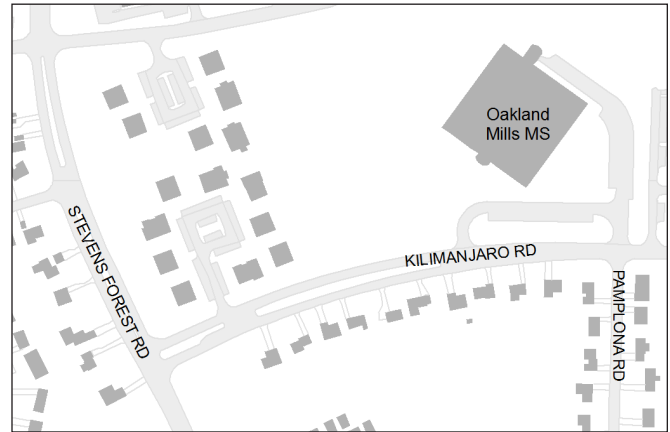 Oakland
Mills MS
STEVENS FOREST RD
KILIMANJARO RD
PAMPLONA RD